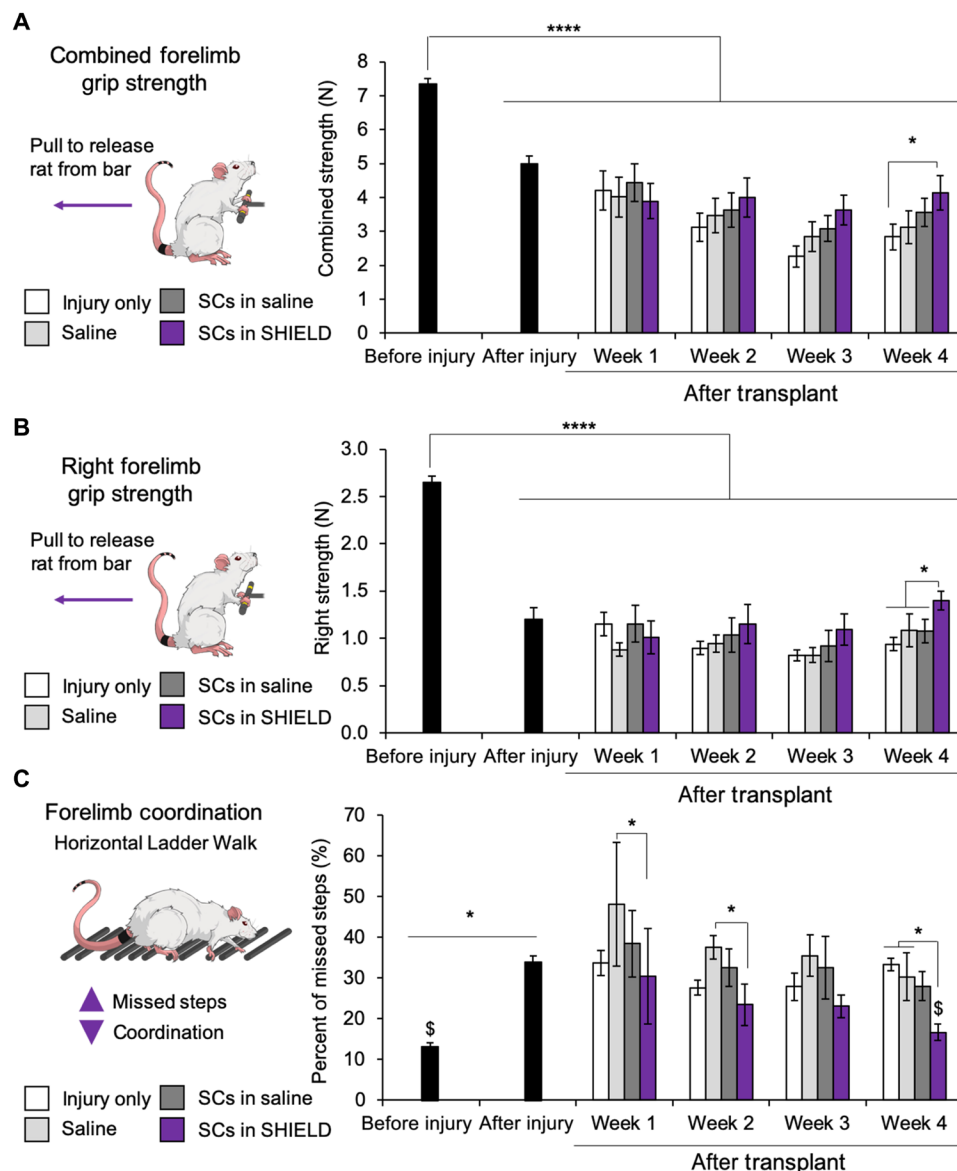 A
Combined forelimb
grip strength
Pull to release
rat from bar
Injury only
SCs in saline
Saline
SCs in SHIELD
Combined strength (N)
8
7
6
5
4
3
2
1
0
****
*
Before injury
After injury
Week 1
Week 2
Week 3
Week 4
After transplant
B
Right forelimb
grip strength
Pull to release
rat from bar
Injury only
SCs in saline
Saline
SCs in SHIELD
Right strength (N)
3.0
2.5
2.0
1.5
1.0
0.5
0.0
****
*
Before injury
After injury
Week 1
Week 2
Week 3
Week 4
After transplant
C
Forelimb coordination
Horizontal Ladder Walk
Missed steps
Coordination
Injury only
SCs in saline
Saline
SCs in SHIELD
Percent of missed steps (%)
70
60
50
40
30
20
10
0
*
$
*
*
*
$
Before injury
After injury
Week 1
Week 2
Week 3
Week 4
After transplant